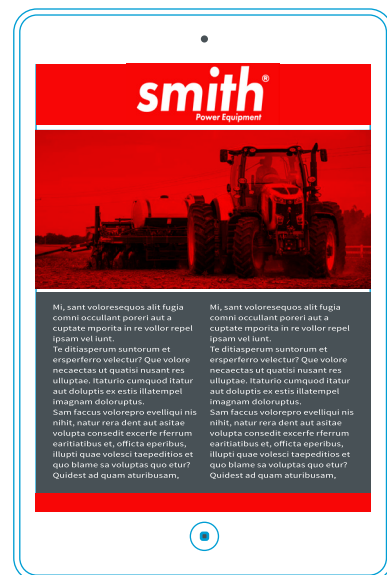 smith®
Power Equipment
Mi, sant voloresequos alit fugia
comni occullant poreri aut a
cuptate mporita in re vollor repel
ipsam vel iunt.
Te ditiasperum suntorum et
ersperferro velectur? Que volore
necaectas ut quatisi nusant res
ulluptae. Itaturio cumquod itatur
aut doluptis ex estis illatempel
imagnam doloruptus.
Sam faccus volorepro evelliqui nis
nihit, natur rera dent aut asitae
volupta consedit excerfe rferrum
earitiatibus et, officta eperibus,
illupti quae volesci taepeditios et
quo blame sa voluptas quo etur?
Quidest ad quam aturibusam,
Mi, sant voloresequos alit fugia
comni occullant poreri aut a
cuptate mporita in re vollor repel
ipsam vel iunt.
Te ditiasperum suntorum et
ersperferro velectur? Que volore
necaectas ut quatisi nusant res
ulluptae. Itaturio cumquod itatur
aut doluptis ex estis illatempel
imagnam doloruptus.
Sam faccus volorepro evelliqui nis
nihit, natur rera dent aut asitae
volupta consedit excerfe rferrum
earitiatibus et, officta eperibus,
illupti quae volesci taepeditios et
quo blame sa voluptas quo etur?
Quidest ad quam aturibusam,